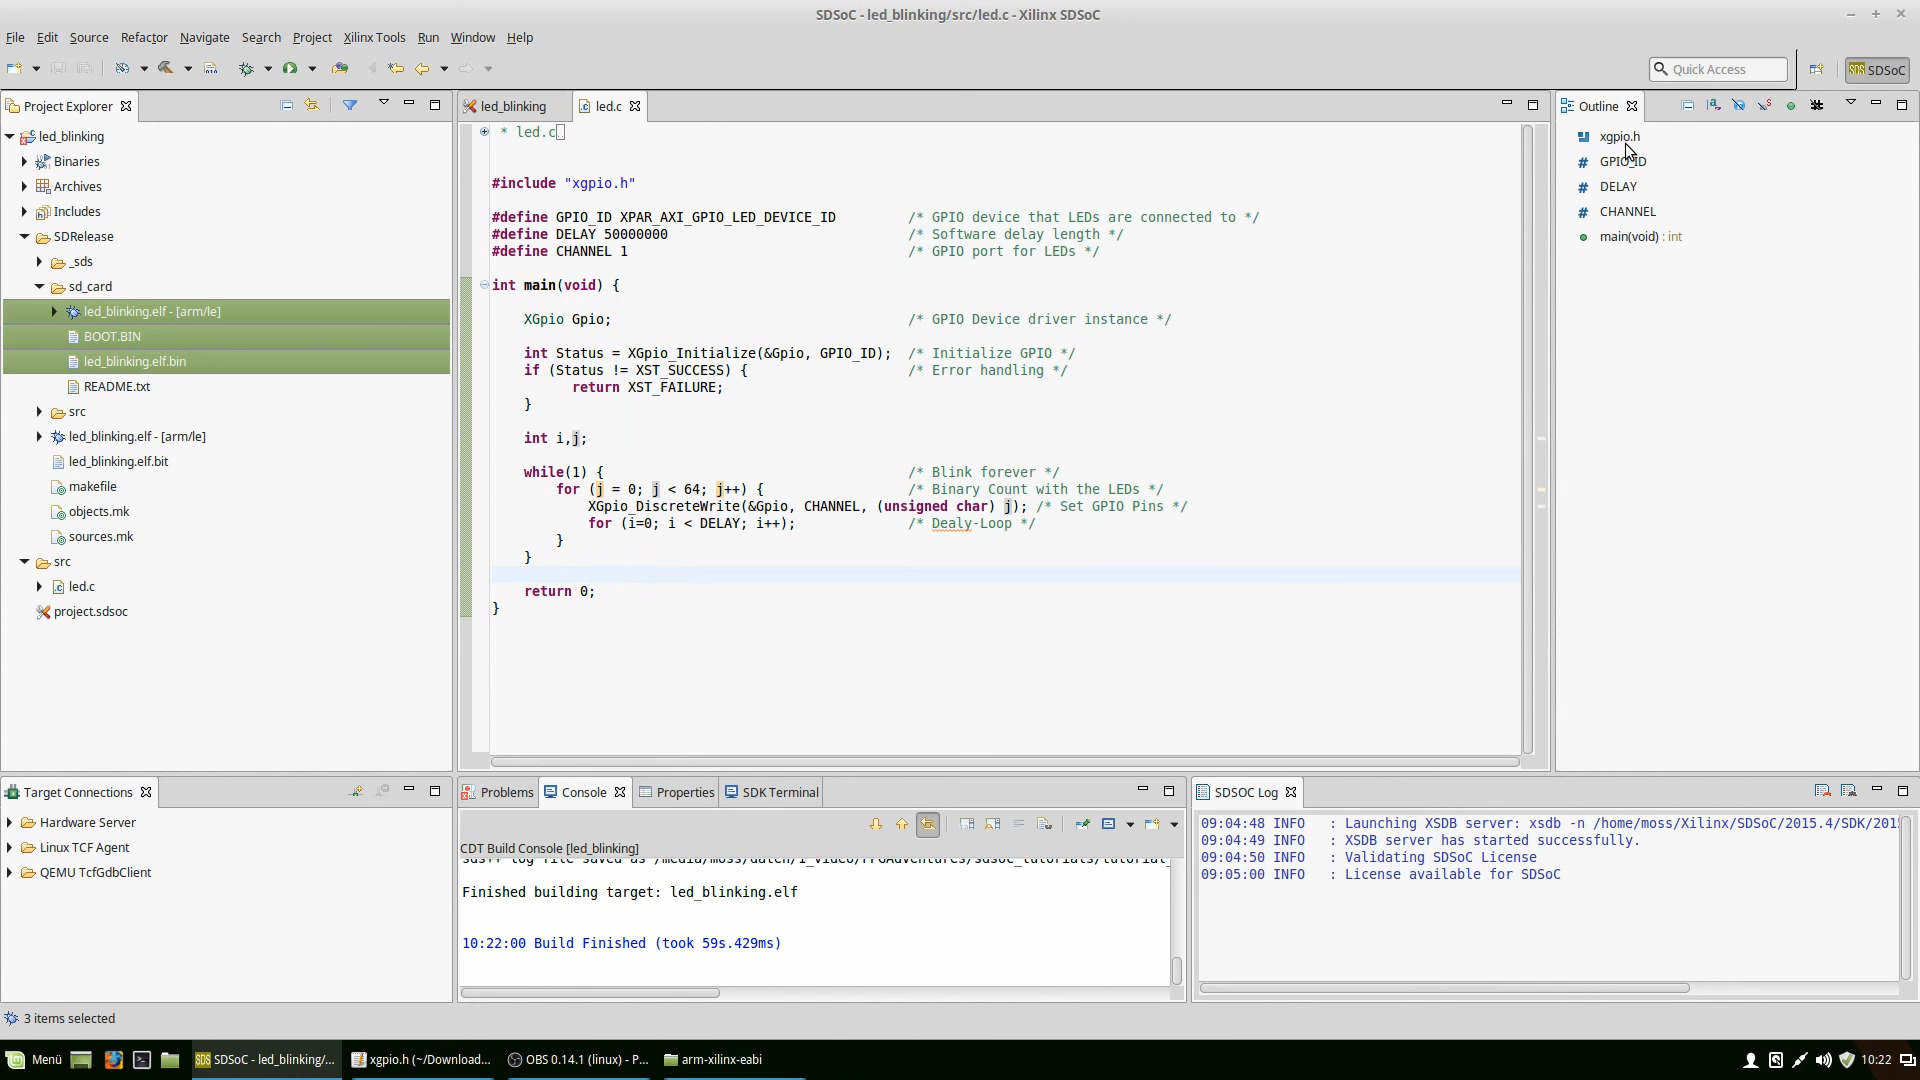 SDSoC - led_blinking/src/led.c - Xilinx SDSoC
File Edit Source Refactor Navigate Search Project Xilinx Tools Run Window Help
Quick Access
SDS SDSoC
Project Explorer
led_blinking
Binaries
Archives
Includes
SDRelease
_sds
sd_card
led_blinking.elf - [arm/le]
BOOT.BIN
led_blinking.elf.bin
README.txt
src
led_blinking.elf - [arm/le]
led_blinking.elf.bit
makefile
objects.mk
sources.mk
src
led.c
project.sdsoc
led_blinking led.c
* led.c
#include "xgpio.h"
#define GPIO_ID XPAR_AXI_GPIO_LED_DEVICE_ID /* GPIO device that LEDs are connected to */
#define DELAY 50000000 /* Software delay length */
#define CHANNEL 1 /* GPIO port for LEDs */
int main(void) {
XGpio Gpio; /* GPIO Device driver instance */
int Status = XGpio_Initialize(&Gpio, GPIO_ID); /* Initialize GPIO */
if (Status != XST_SUCCESS) { /* Error handling */
return XST_FAILURE;
}
int i,j;
while(1) { /* Blink forever */
for (j = 0; j < 64; j++) { /* Binary Count with the LEDs */
XGpio_DiscreteWrite(&Gpio, CHANNEL, (unsigned char) j); /* Set GPIO Pins */
for (i=0; i < DELAY; i++); /* Dealy-Loop */
}
}
return 0;
}
Outline
xgpio.h
GPIO_ID
DELAY
CHANNEL
main(void) : int
Target Connections
Hardware Server
Linux TCF Agent
QEMU TcfGdbClient
Problems Console Properties SDK Terminal
CDT Build Console [led_blinking]
Finished building target: led_blinking.elf
10:22:00 Build Finished (took 59s.429ms)
SDSOC Log
09:04:48 INFO : Launching XSDB server: xsdb -n /home/moss/Xilinx/SDSoC/2015.4/SDK/201
09:04:49 INFO : XSDB server has started successfully.
09:04:50 INFO : Validating SDSoC License
09:05:00 INFO : License available for SDSoC
3 items selected
Menü
SDS SDSoC - led_blinking/...
xgpio.h (~/Download...
OBS 0.14.1 (linux) - P...
arm-xilinx-eabi
10:22